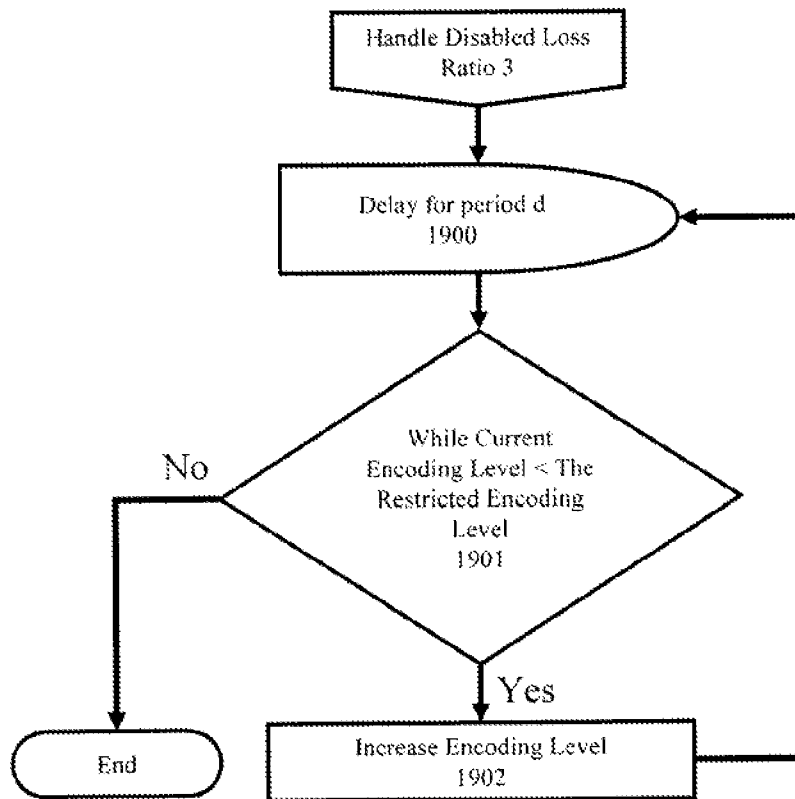 Handle Disabled Loss
Ratio 3
Delay for period d
1900
While Current
Encoding Level < The
Restricted Encoding
Level
1901
No
Yes
Increase Encoding Level
1902
End